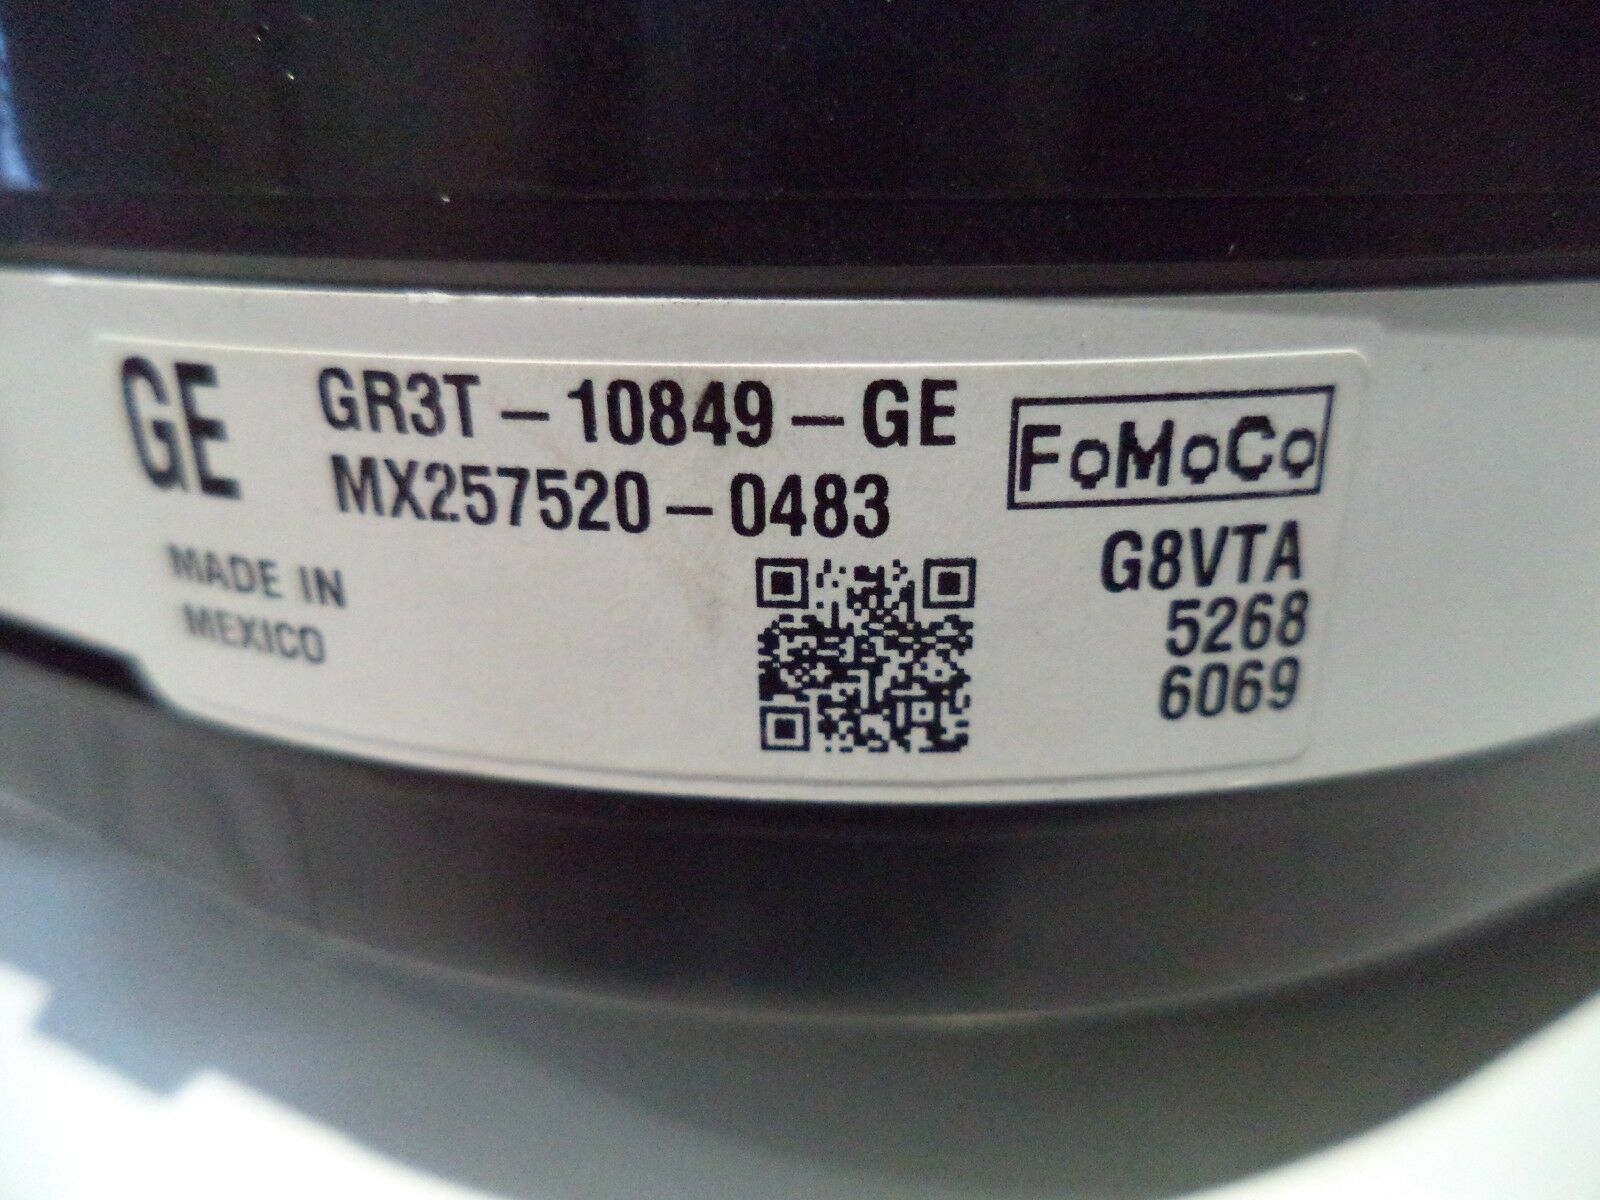 GE
GR3T-10849-GE
MX257520-0483
MADE IN
MEXICO
FoMoCo
G8VTA
5268
6069